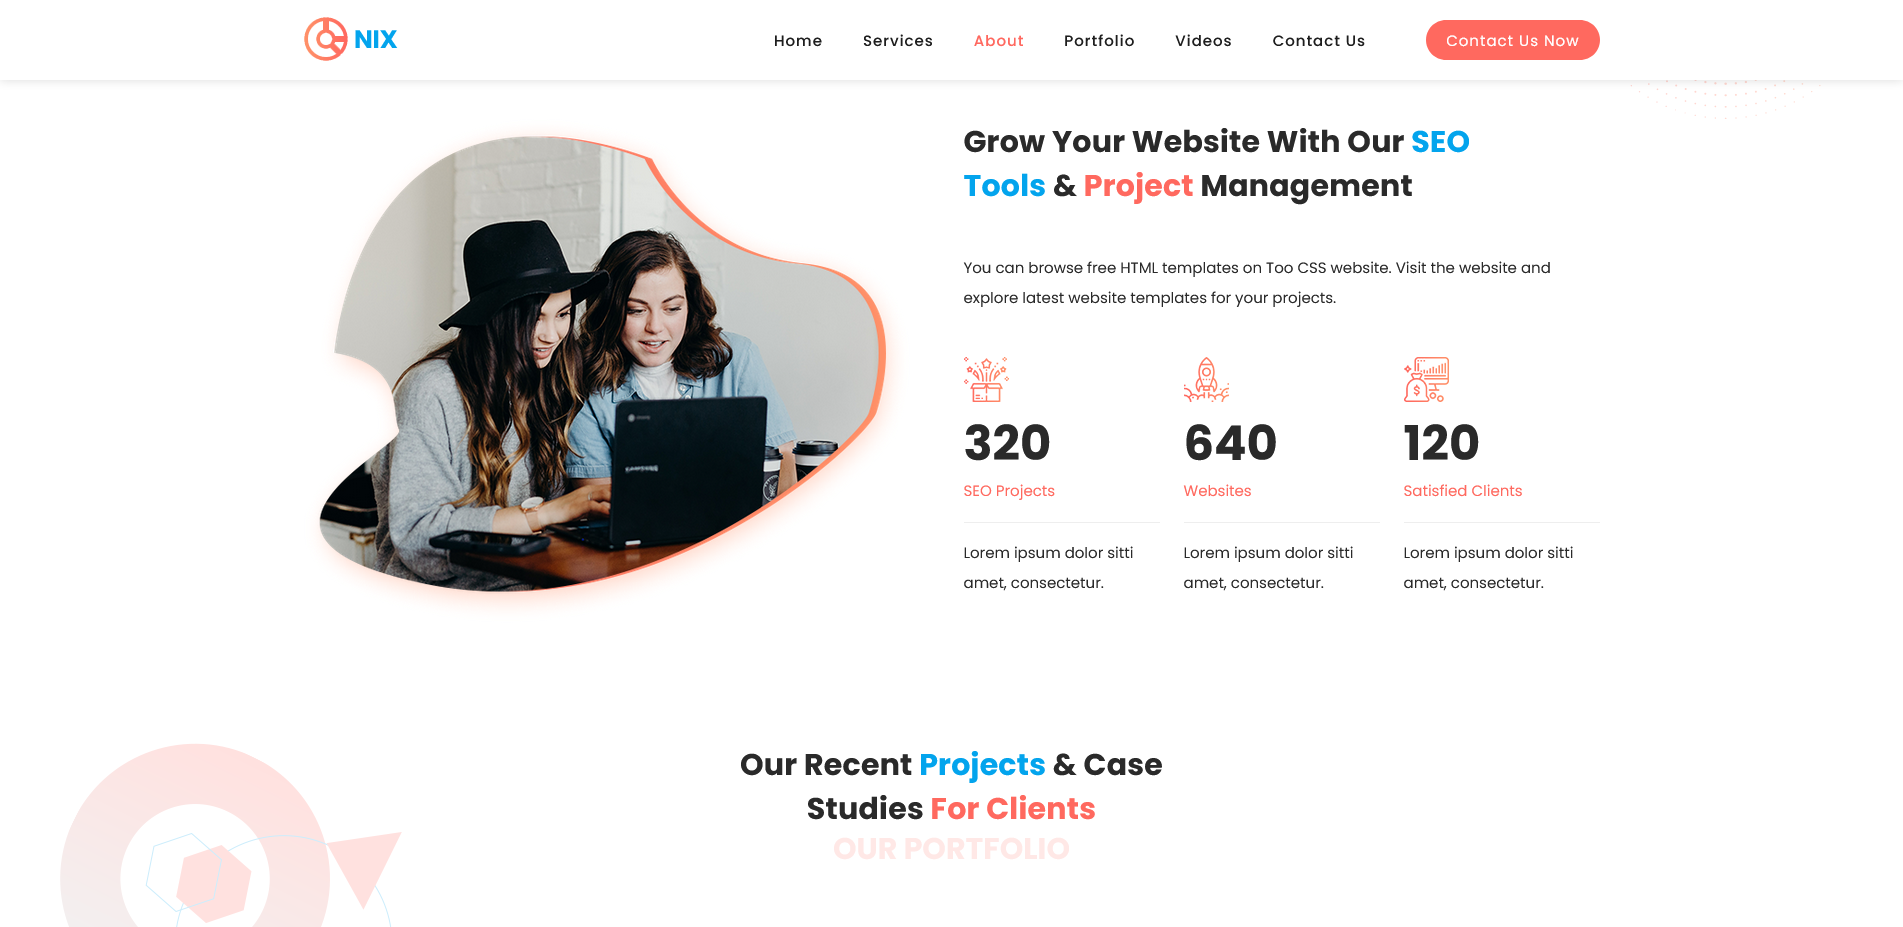 NIX
Home Services About Portfolio Videos Contact Us Contact Us Now
Grow Your Website With Our SEO
Tools & Project Management
You can browse free HTML templates on Too CSS website. Visit the website and
explore latest website templates for your projects.
320
SEO Projects
Lorem ipsum dolor sitti
amet, consectetur.
640
Websites
Lorem ipsum dolor sitti
amet, consectetur.
120
Satisfied Clients
Lorem ipsum dolor sitti
amet, consectetur.
SAMSUNG
Our Recent Projects & Case
Studies For Clients
OUR PORTFOLIO